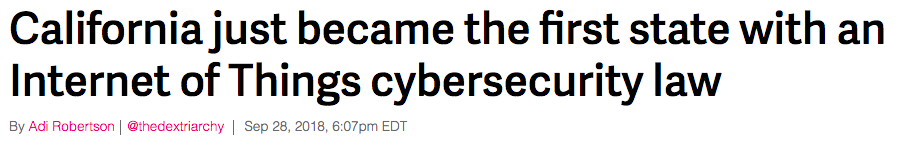 California just became the first state with an
Internet of Things cybersecurity law
By Adi Robertson | @thedextriarchy | Sep 28, 2018, 6:07pm EDT